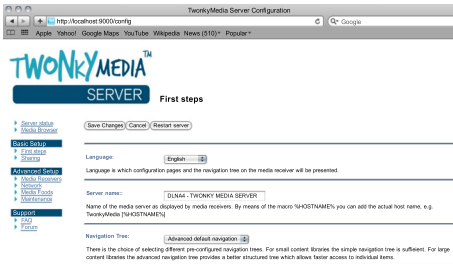 TwonkyMedia Server Configuration
http://localhost:9000/config
Google
Apple Yahoo! Google Maps YouTube Wikipedia News (510) Popular
TWONKYMEDIA TM
SERVER
First steps
Server status
Media Browser
Basic Setup
First steps
Sharing
Advanced Setup
Media Receivers
Network
Media Feeds
Maintenance
Support
FAQ
Forum
Save Changes Cancel Restart server
Language: English
Language is which configuration pages and the navigation tree on the media receiver will be presented.
Server name:: DLNA4 - TWONKY MEDIA SERVER
Name of the media server as displayed by media receivers. By means of the macro %HOSTNAME% you can add the actual host name, e.g.
TwonkyMedia [%HOSTNAME%]
Navigation Tree: Advanced default navigation
There is the choice of selecting different pre-configured navigation trees. For small content libraries the simple navigation tree is suffieint. For large
content libraries the advanced navigation tree provides a better structured tree which allows faster access to individual items.